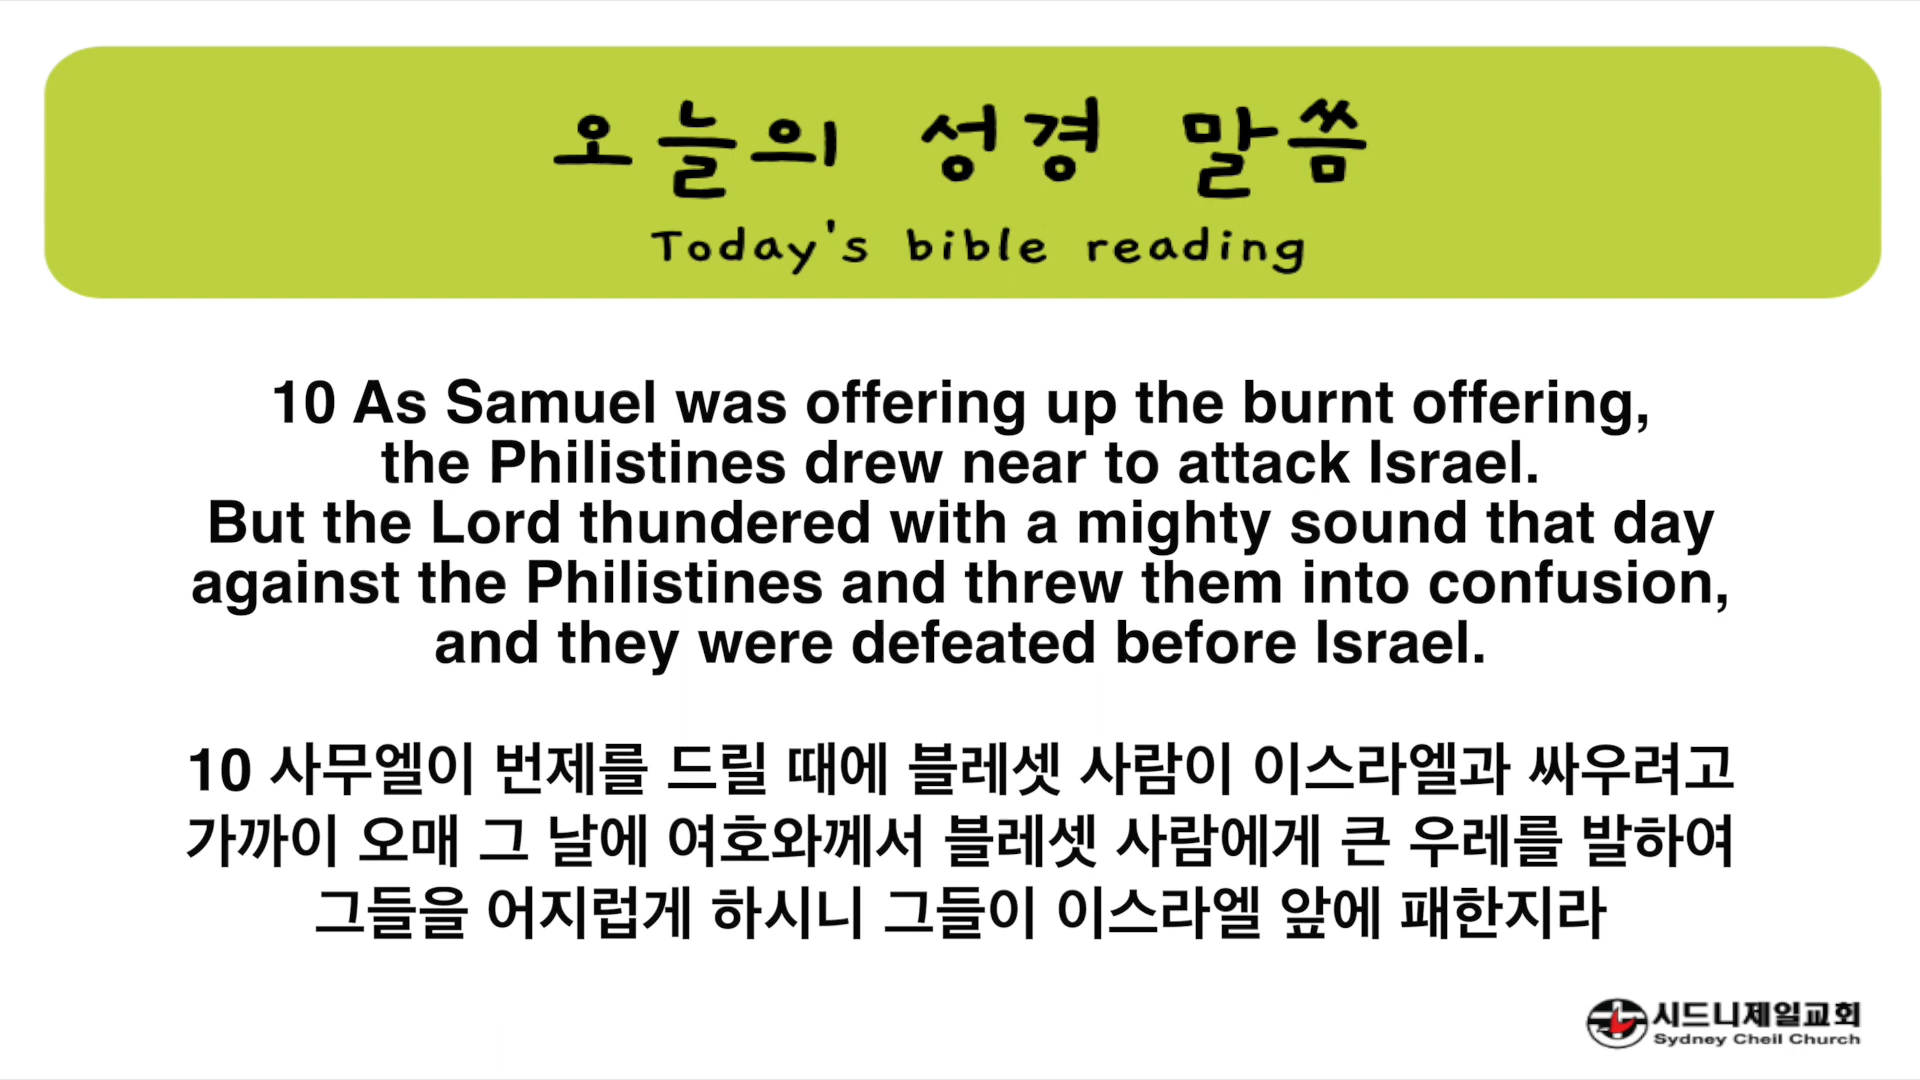 오늘의 성경 말씀
Today's bible reading
10 As Samuel was offering up the burnt offering,
the Philistines drew near to attack Israel.
But the Lord thundered with a mighty sound that day
against the Philistines and threw them into confusion,
and they were defeated before Israel.
10 사무엘이 번제를 드릴 때에 블레셋 사람이 이스라엘과 싸우려고
가까이 오매 그 날에 여호와께서 블레셋 사람에게 큰 우레를 발하여
그들을 어지럽게 하시니 그들이 이스라엘 앞에 패한지라
시드니제일교회
Sydney Cheil Church